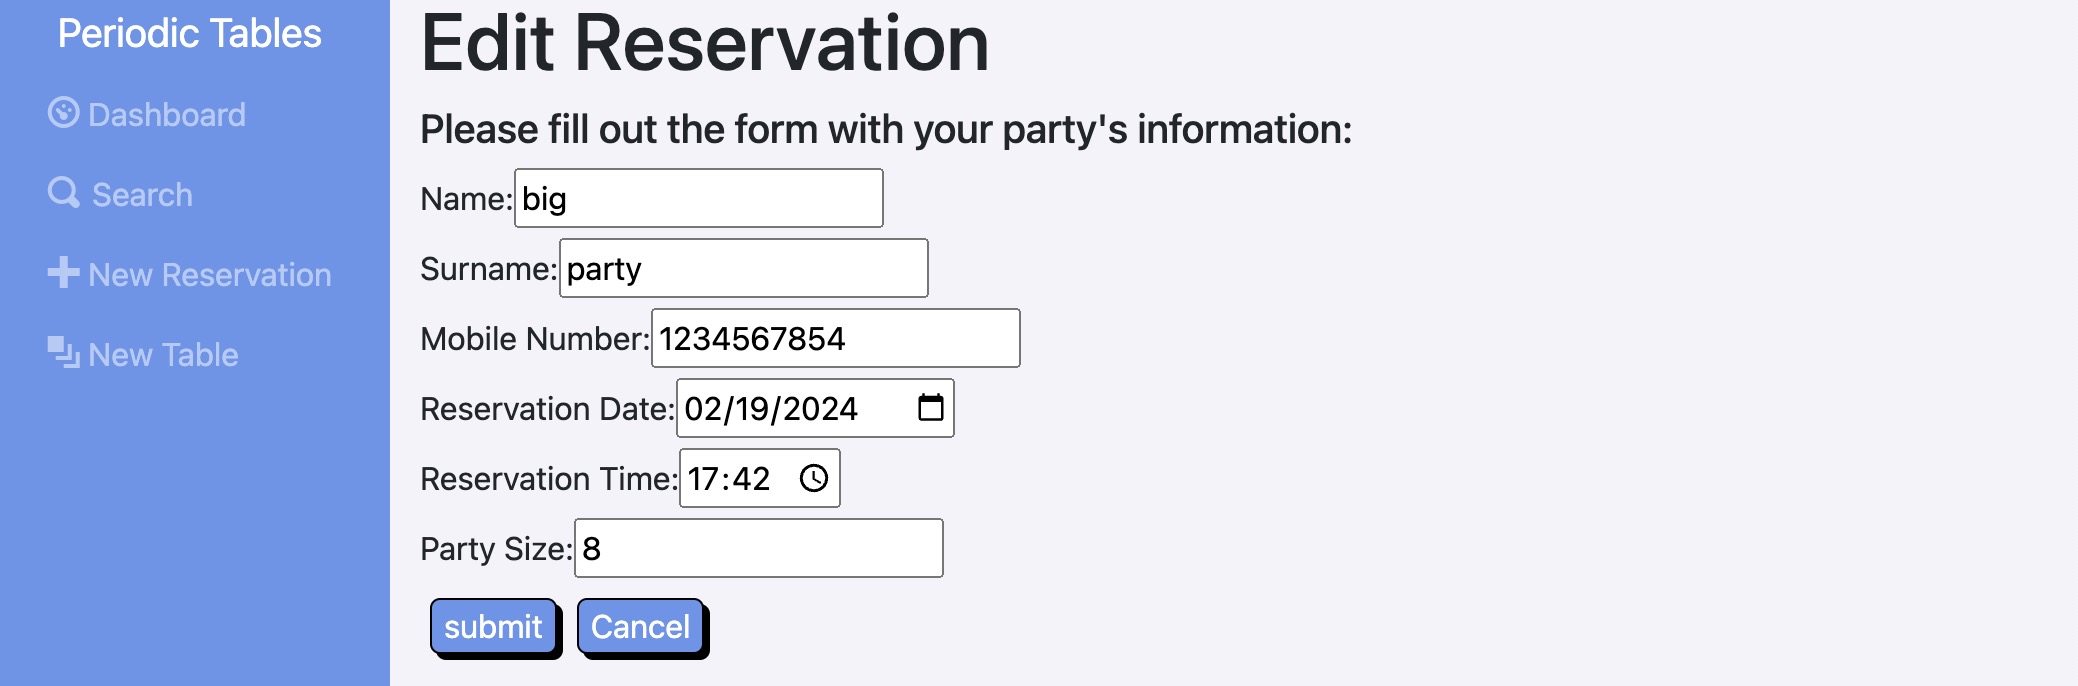 Periodic Tables
Dashboard
Search
New Reservation
New Table
Edit Reservation
Please fill out the form with your party's information:
Name: big
Surname: party
Mobile Number: 1234567854
Reservation Date: 02/19/2024
Reservation Time: 17:42
Party Size: 8
submit Cancel